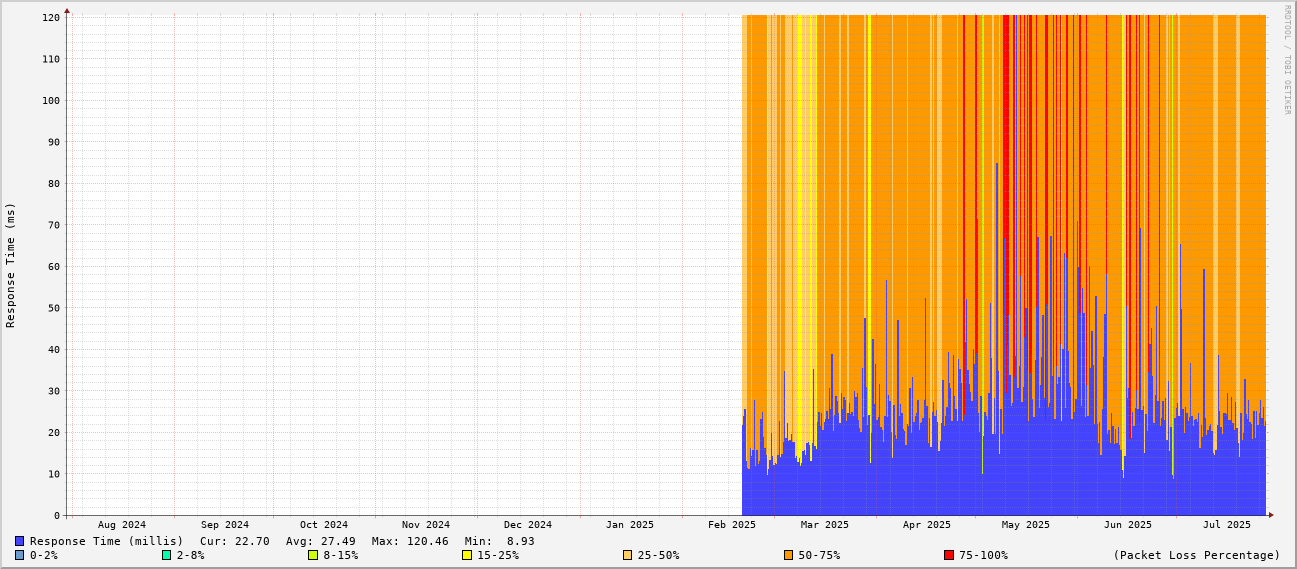 RRDTOOL / TOBI OETIKER
Response Time (ms)
120
110
100
90
80
70
60
50
40
30
20
10
0
Aug 2024 Sep 2024 Oct 2024 Nov 2024 Dec 2024 Jan 2025 Feb 2025 Mar 2025 Apr 2025 May 2025 Jun 2025 Jul 2025
Response Time (millis) Cur: 22.70 Avg: 27.49 Max: 120.46 Min: 8.93
0-2% 2-8% 8-15% 15-25% 25-50% 50-75% 75-100% (Packet Loss Percentage)